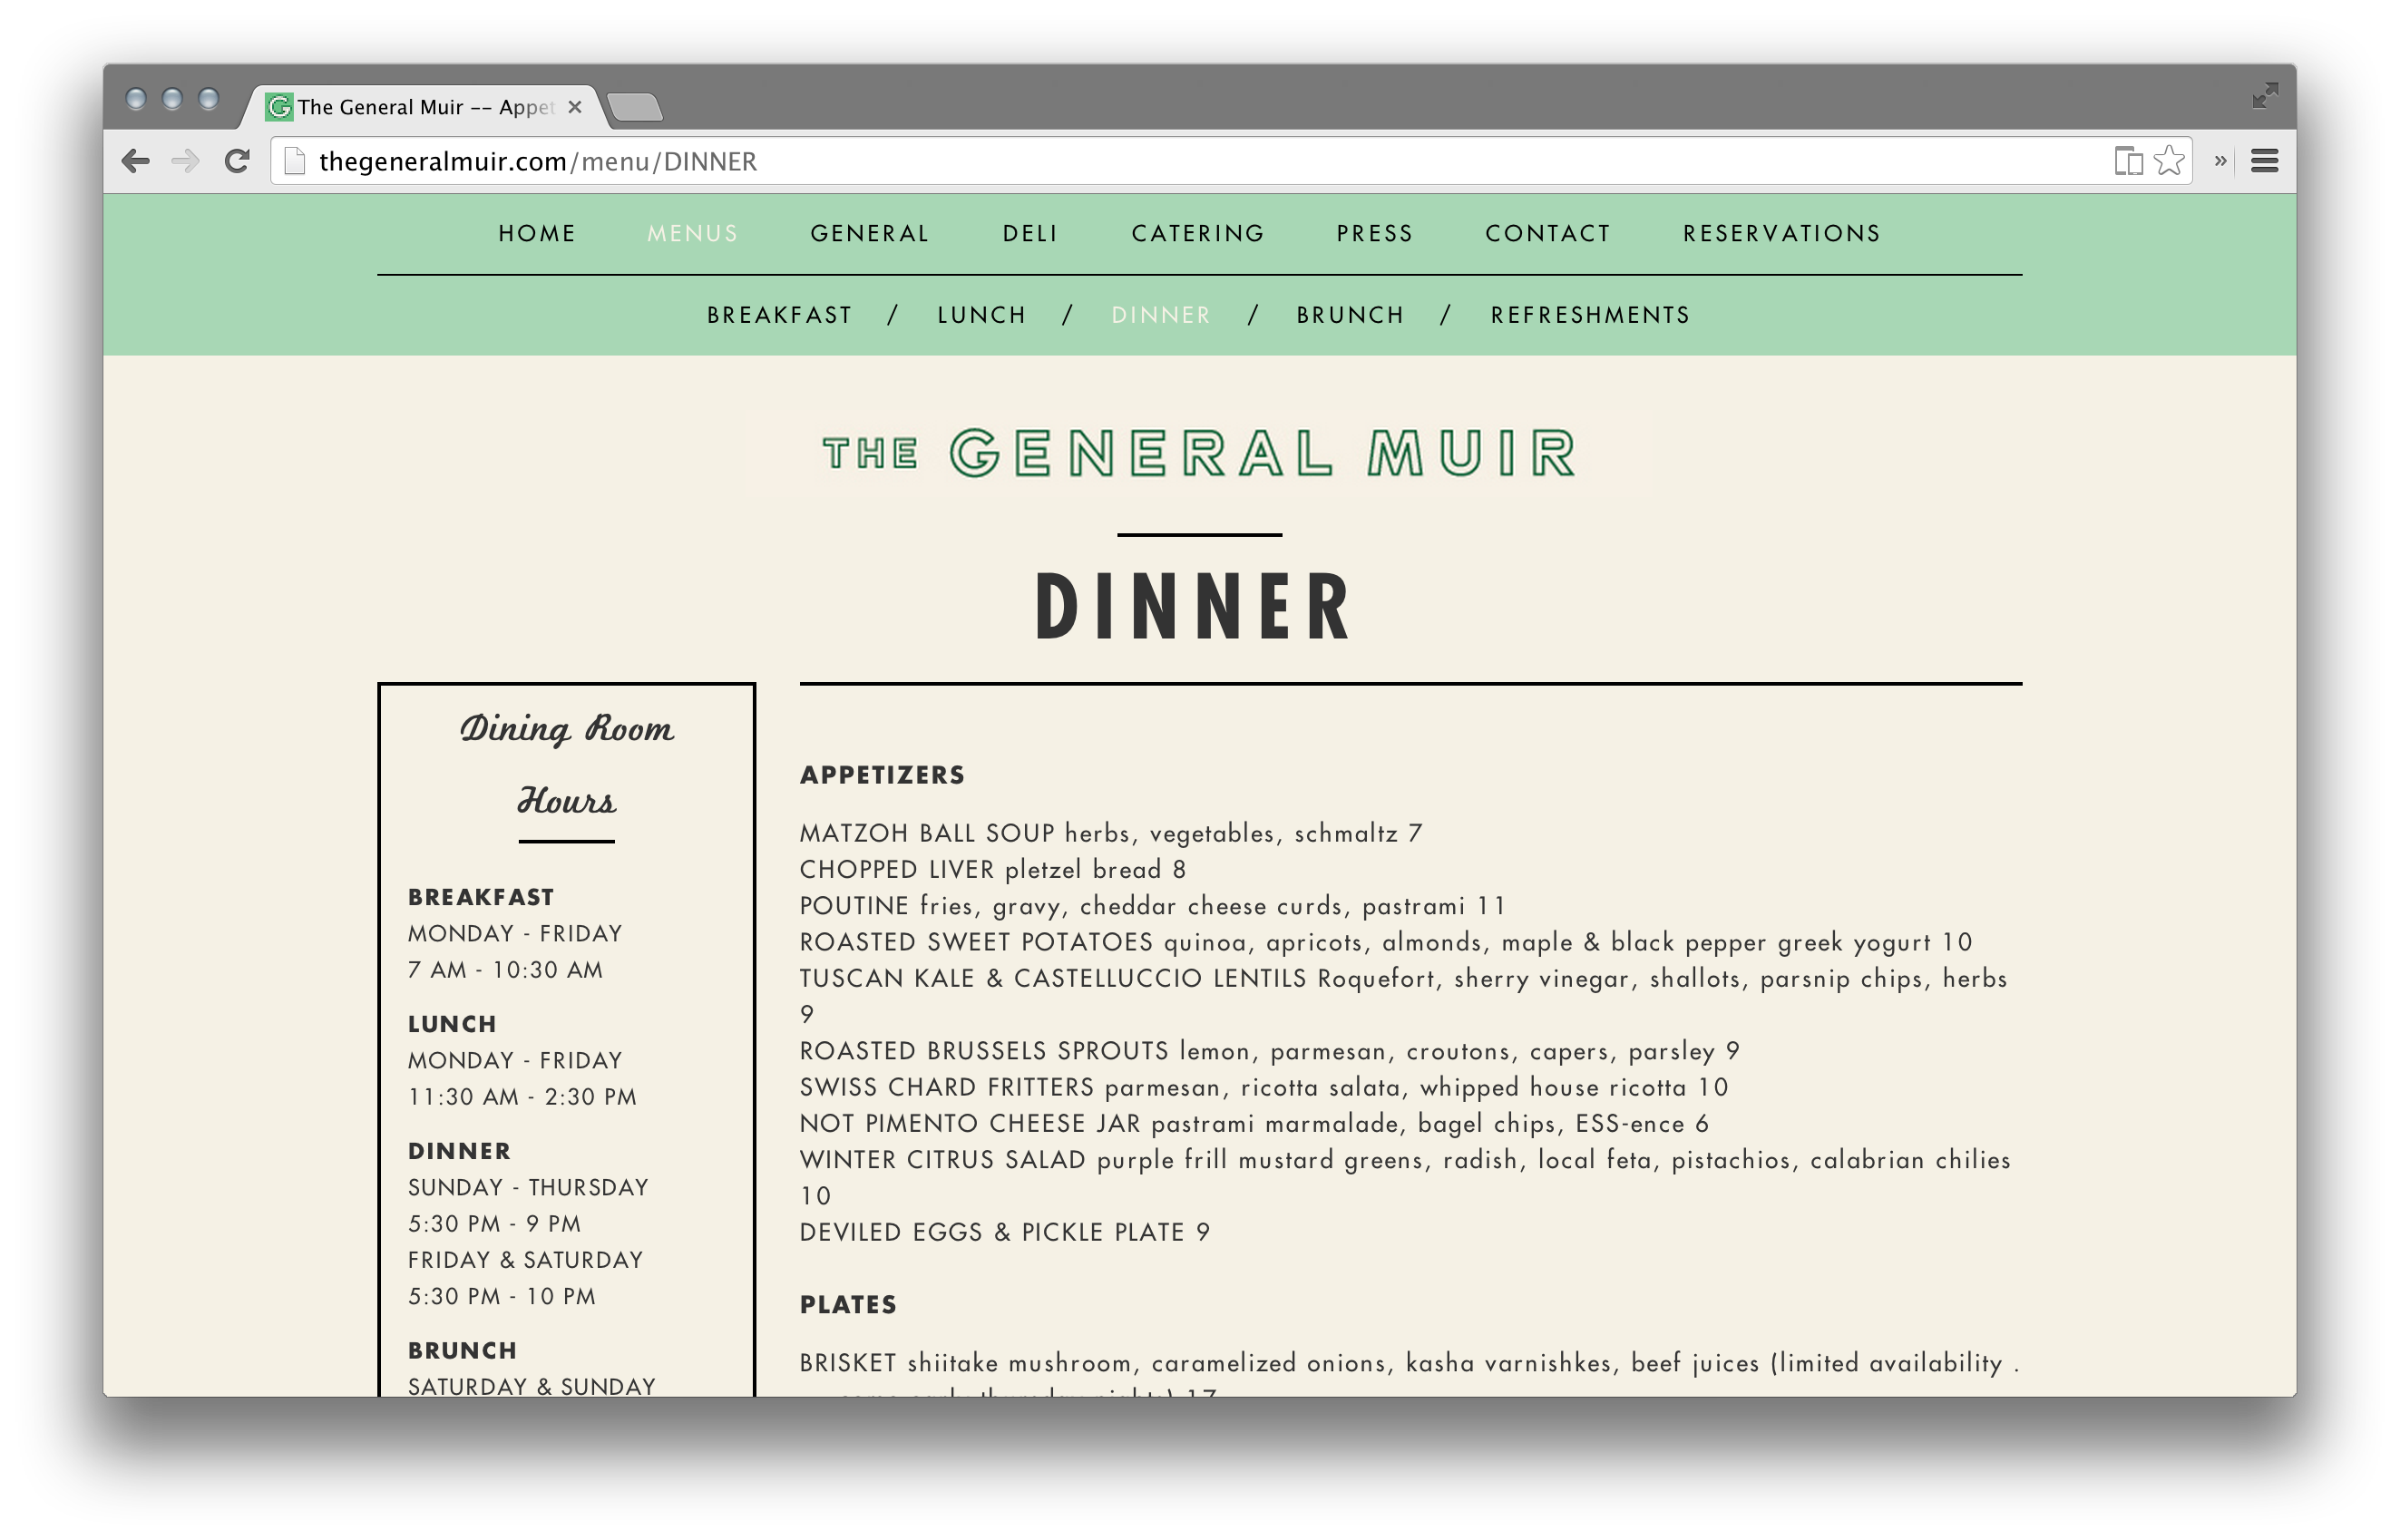 The General Muir -- Appet
thegeneralmuir.com/menu/DINNER
HOME MENUS GENERAL DELI CATERING PRESS CONTACT RESERVATIONS
BREAKFAST / LUNCH / DINNER / BRUNCH / REFRESHMENTS
THE GENERAL MUIR
DINNER
Dining Room
Hours
BREAKFAST
MONDAY - FRIDAY
7 AM - 10:30 AM
LUNCH
MONDAY - FRIDAY
11:30 AM - 2:30 PM
DINNER
SUNDAY - THURSDAY
5:30 PM - 9 PM
FRIDAY & SATURDAY
5:30 PM - 10 PM
BRUNCH
SATURDAY & SUNDAY
APPETIZERS
MATZOH BALL SOUP herbs, vegetables, schmaltz 7
CHOPPED LIVER pletzel bread 8
POUTINE fries, gravy, cheddar cheese curds, pastrami 11
ROASTED SWEET POTATOES quinoa, apricots, almonds, maple & black pepper greek yogurt 10
TUSCAN KALE & CASTELLUCCIO LENTILS Roquefort, sherry vinegar, shallots, parsnip chips, herbs
9
ROASTED BRUSSELS SPROUTS lemon, parmesan, croutons, capers, parsley 9
SWISS CHARD FRITTERS parmesan, ricotta salata, whipped house ricotta 10
NOT PIMENTO CHEESE JAR pastrami marmalade, bagel chips, ESS-ence 6
WINTER CITRUS SALAD purple frill mustard greens, radish, local feta, pistachios, calabrian chilies
10
DEVILED EGGS & PICKLE PLATE 9
PLATES
BRISKET shiitake mushroom, caramelized onions, kasha varnishkes, beef juices (limited availability .